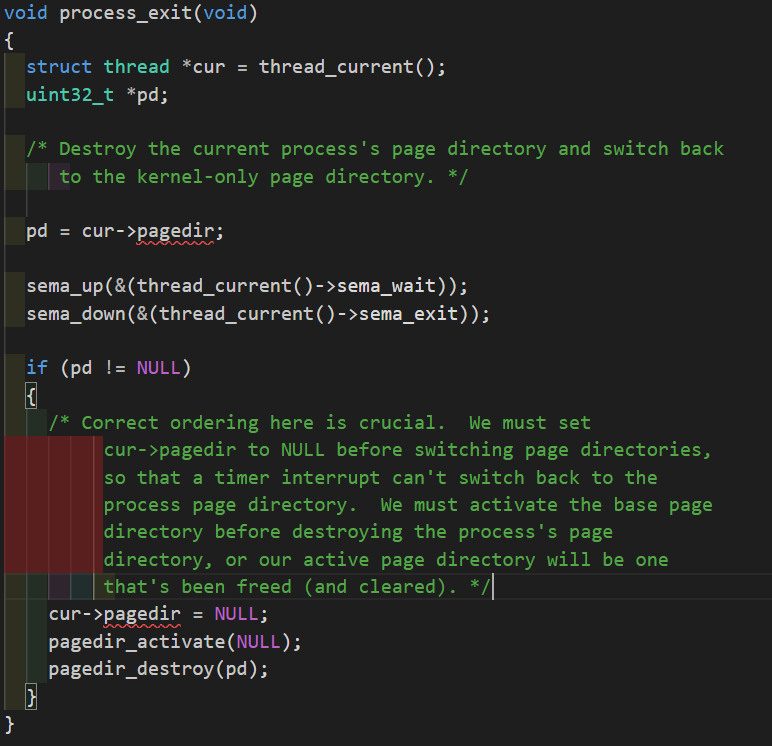 void process_exit(void)
{
struct thread *cur = thread_current();
uint32_t *pd;
/* Destroy the current process's page directory and switch back
to the kernel-only page directory. */
pd = cur->pagedir;
sema_up(&(thread_current()->sema_wait));
sema_down(&(thread_current()->sema_exit));
if (pd != NULL)
{
/* Correct ordering here is crucial.  We must set
cur->pagedir to NULL before switching page directories,
so that a timer interrupt can't switch back to the
process page directory.  We must activate the base page
directory before destroying the process's page
directory, or our active page directory will be one
that's been freed (and cleared). */
cur->pagedir = NULL;
pagedir_activate(NULL);
pagedir_destroy(pd);
}
}